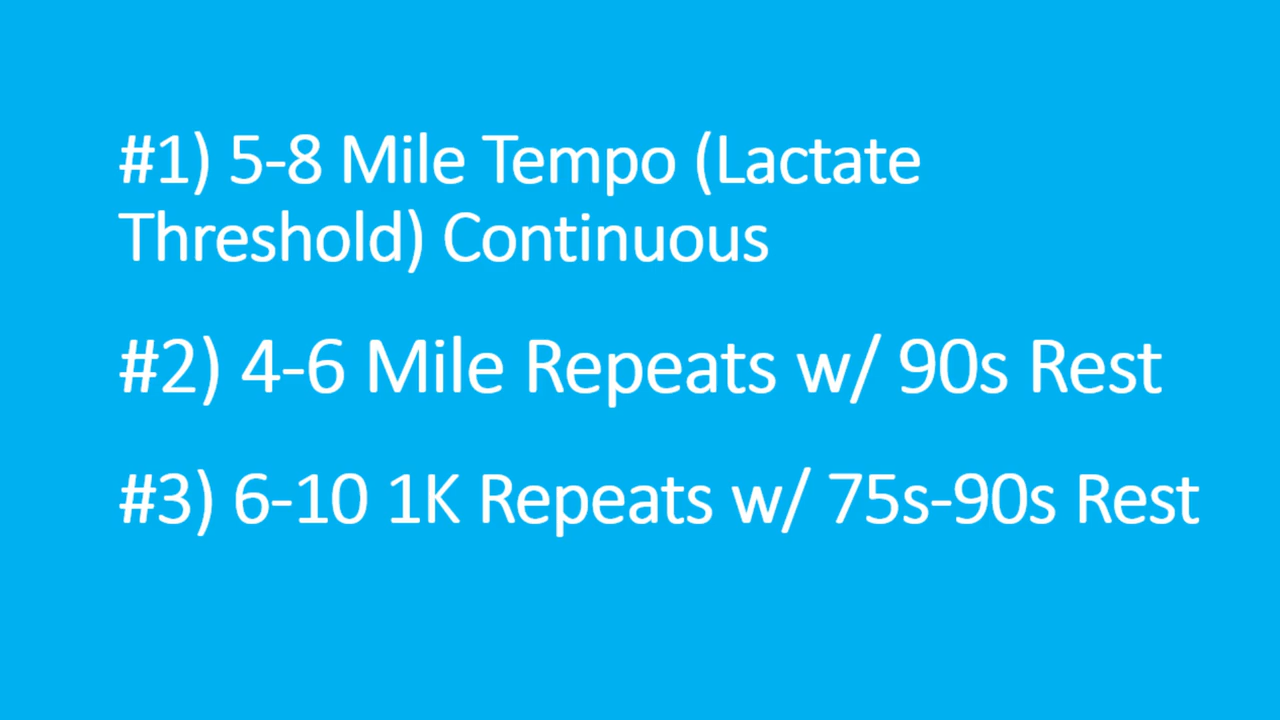 #1) 5-8 Mile Tempo (Lactate
Threshold) Continuous
#2) 4-6 Mile Repeats w/ 90s Rest
#3) 6-10 1K Repeats w/ 75s-90s Rest